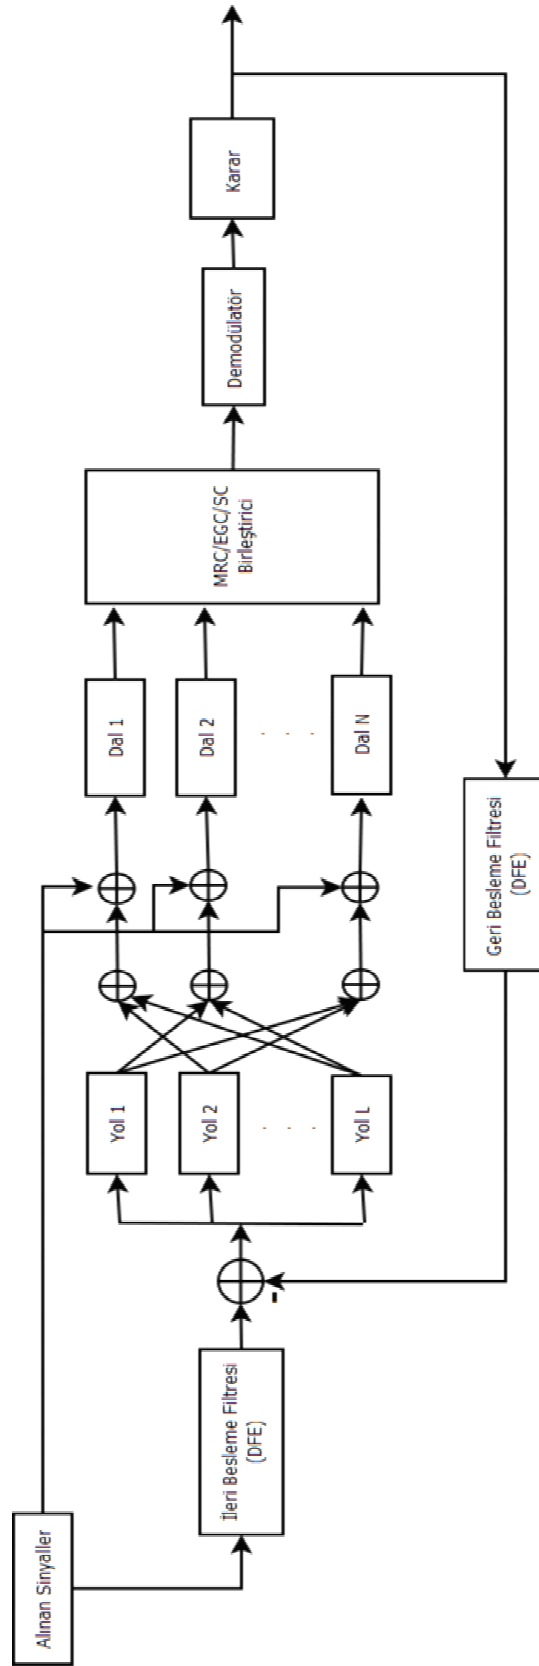 Alınan Sinyaller
İleri Besleme Filtresi
(DFE)
-
Yol 1
Yol 2
. . .
Yol L
Dal 1
Dal 2
. . .
Dal N
MRC/EGC/SC
Birleştirici
Demodülatör
Karar
Geri Besleme Filtresi
(DFE)